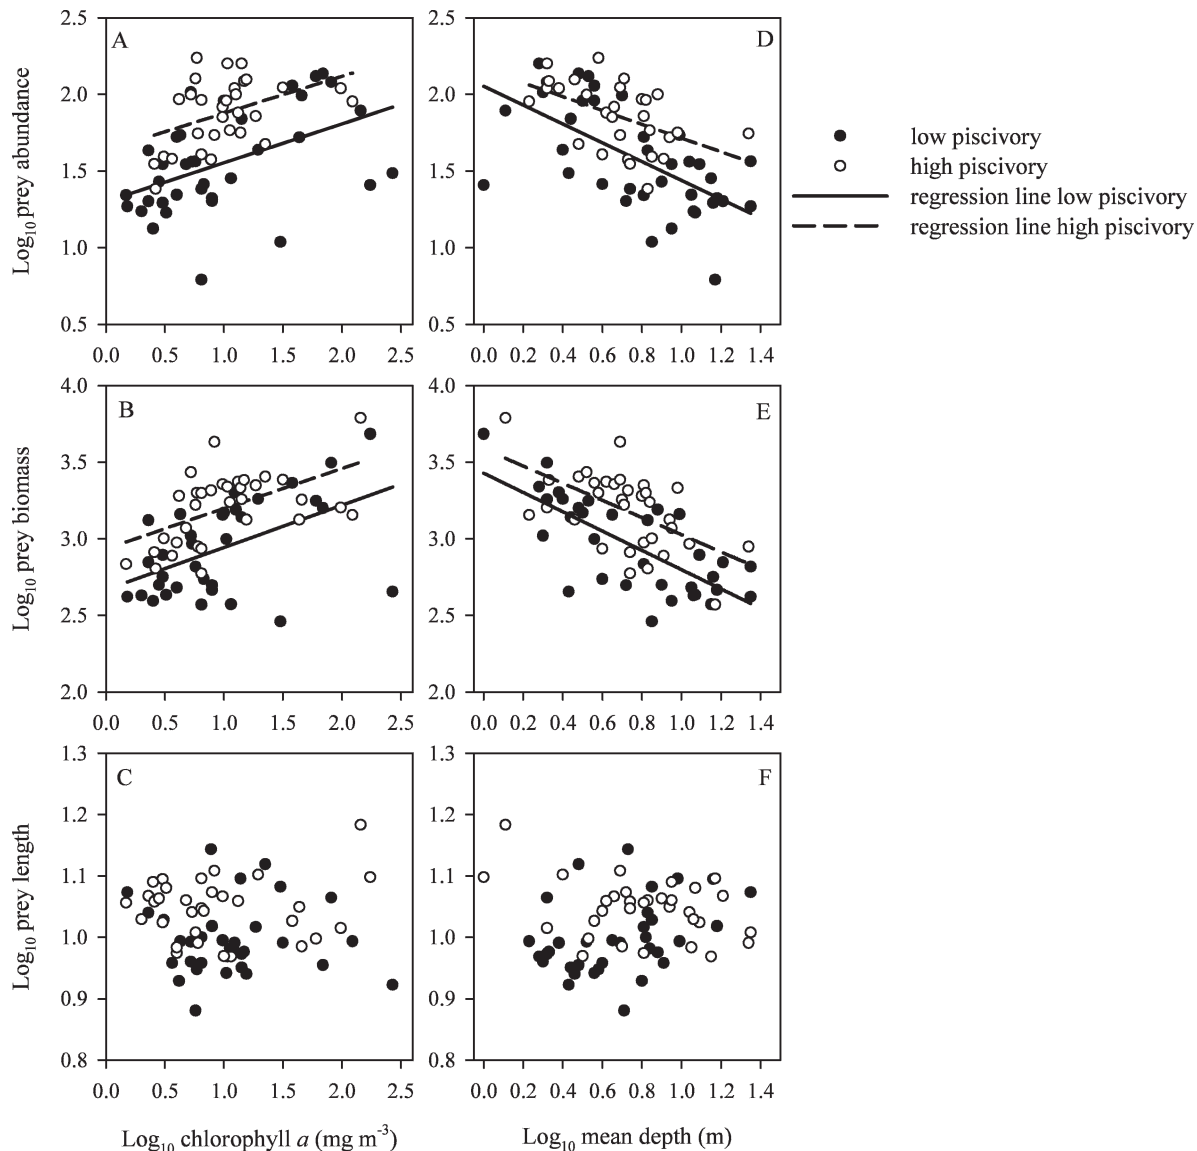 2.5
2.0
1.5
1.0
0.5
A
0.0 0.5 1.0 1.5 2.0 2.5
Log10 prey abundance
2.5
2.0
1.5
1.0
0.5
D
0.0 0.2 0.4 0.6 0.8 1.0 1.2 1.4
low piscivory
high piscivory
regression line low piscivory
regression line high piscivory
4.0
3.5
3.0
2.5
2.0
B
0.0 0.5 1.0 1.5 2.0 2.5
Log10 prey biomass
4.0
3.5
3.0
2.5
2.0
E
0.0 0.2 0.4 0.6 0.8 1.0 1.2 1.4
1.3
1.2
1.1
1.0
0.9
0.8
C
0.0 0.5 1.0 1.5 2.0 2.5
Log10 prey length
Log10 chlorophyll a (mg m-3)
1.3
1.2
1.1
1.0
0.9
0.8
F
0.0 0.2 0.4 0.6 0.8 1.0 1.2 1.4
Log10 mean depth (m)